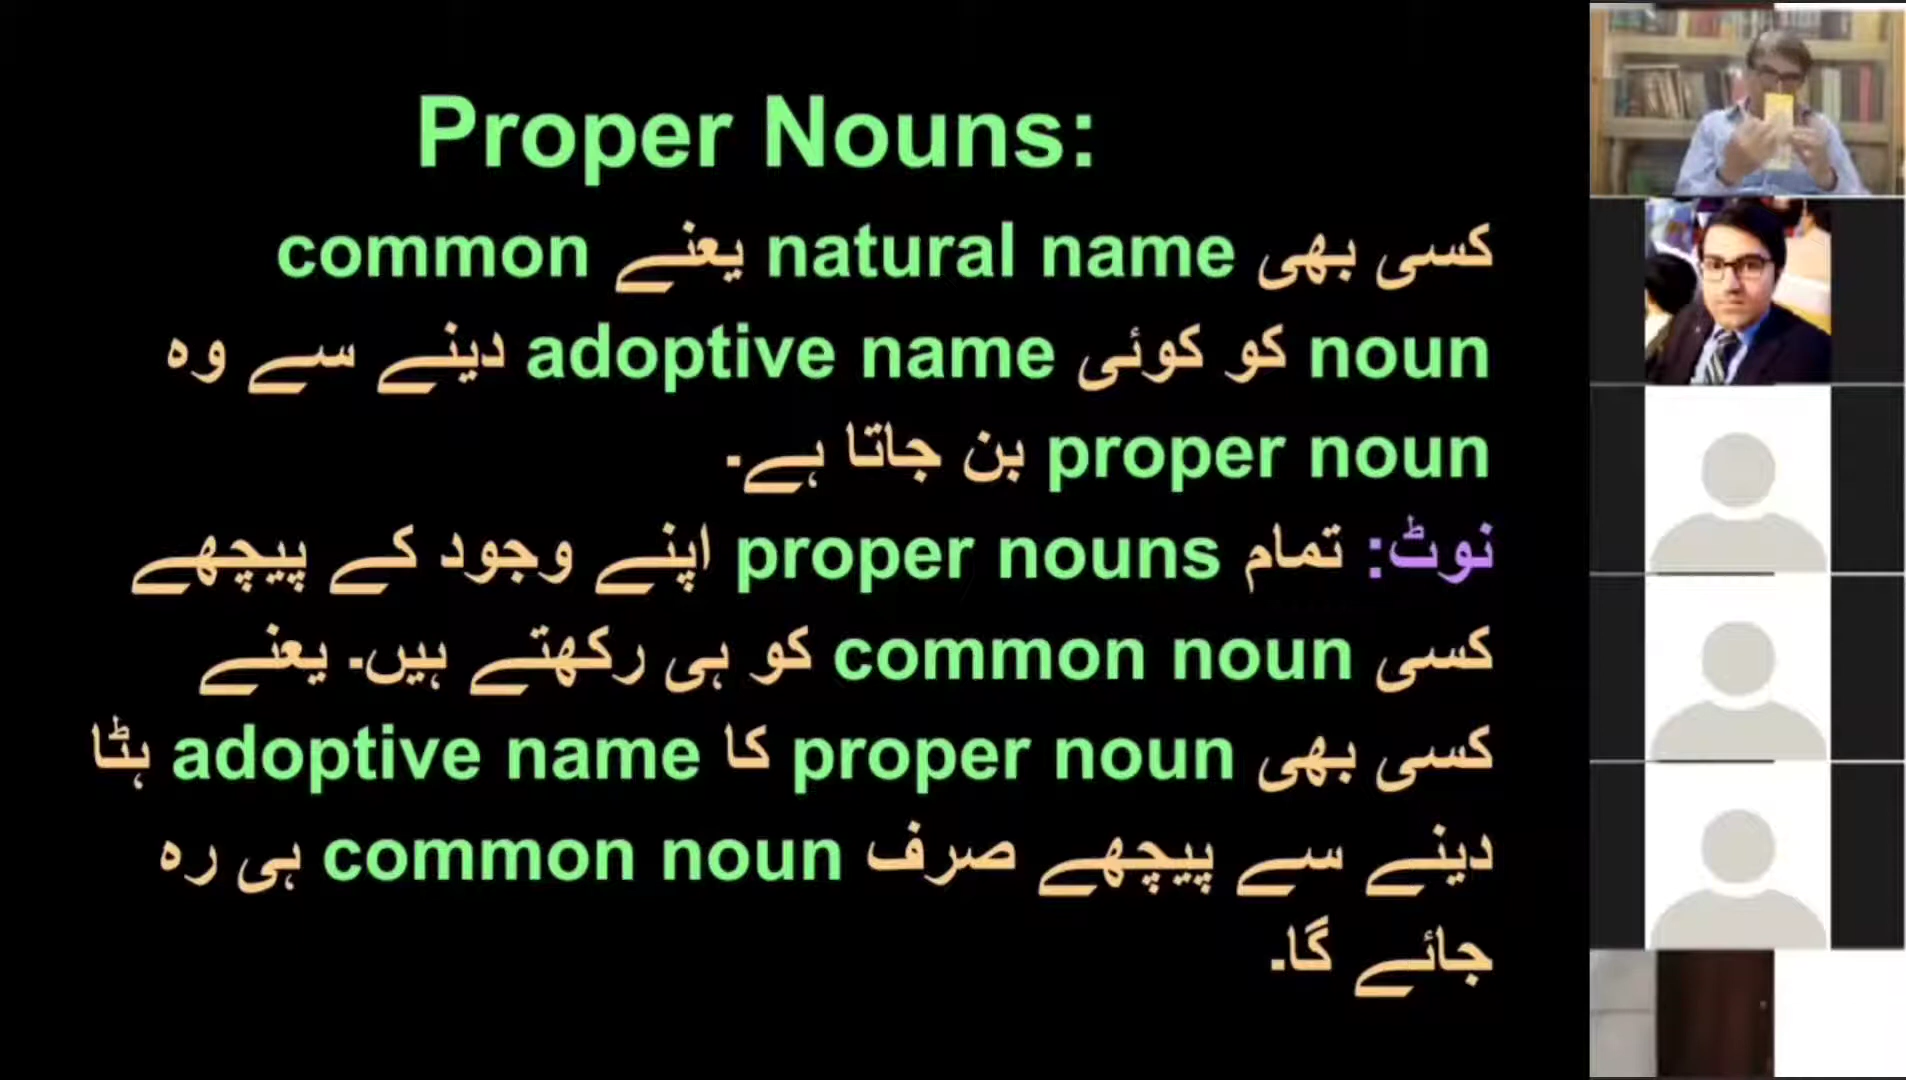 Proper Nouns:
کسی بھی natural name یعنے common
noun کو کوئی adoptive name دینے سے وہ
proper noun بن جاتا ہے۔
نوٹ: تمام proper nouns اپنے وجود کے پیچھے
کسی common noun کو ہی رکھتے ہیں۔ یعنے
کسی بھی proper noun کا adoptive name ہٹا
دینے سے پیچھے صرف common noun ہی رہ
جائے گا۔